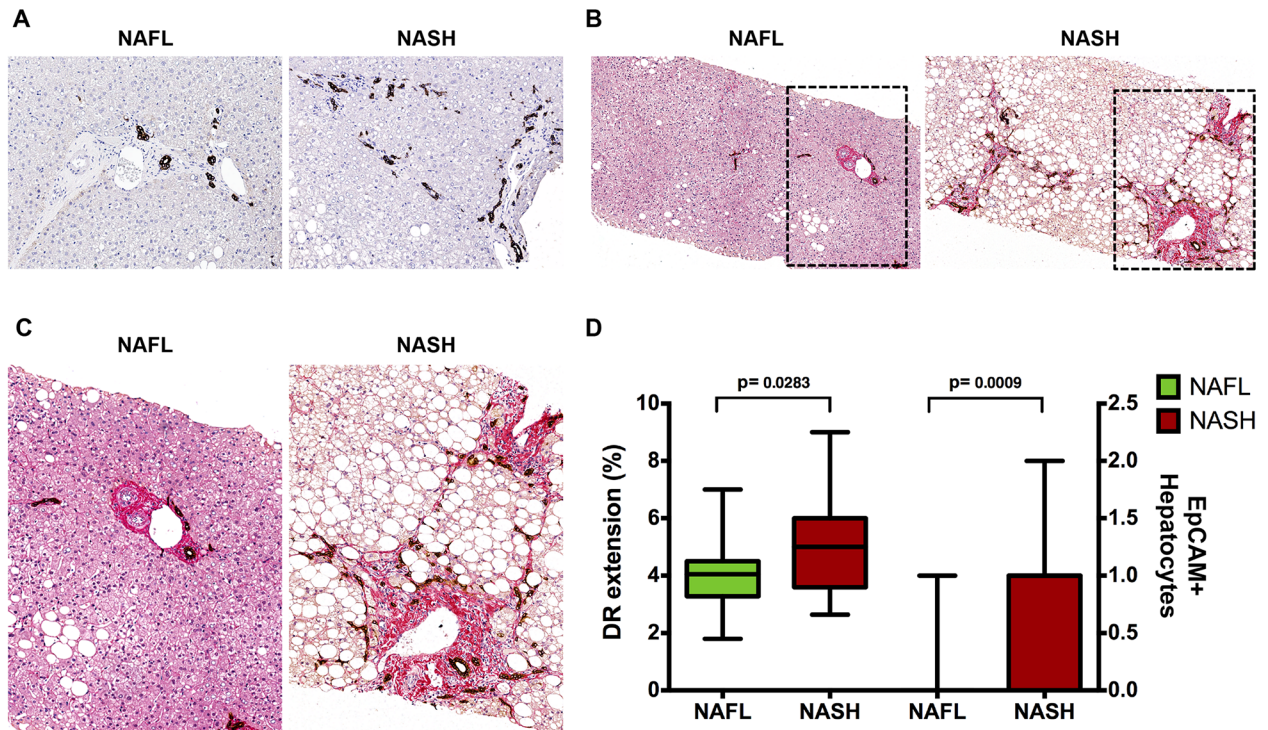 A
NAFL NASH
B
NAFL NASH
C
NAFL NASH
D
p= 0.0283 p= 0.0009
NAFL
NASH
DR extension (%)
10
8
6
4
2
0
2.5
2.0
1.5
1.0
0.5
0.0
EpCAM+
Hepatocytes
NAFL NASH NAFL NASH